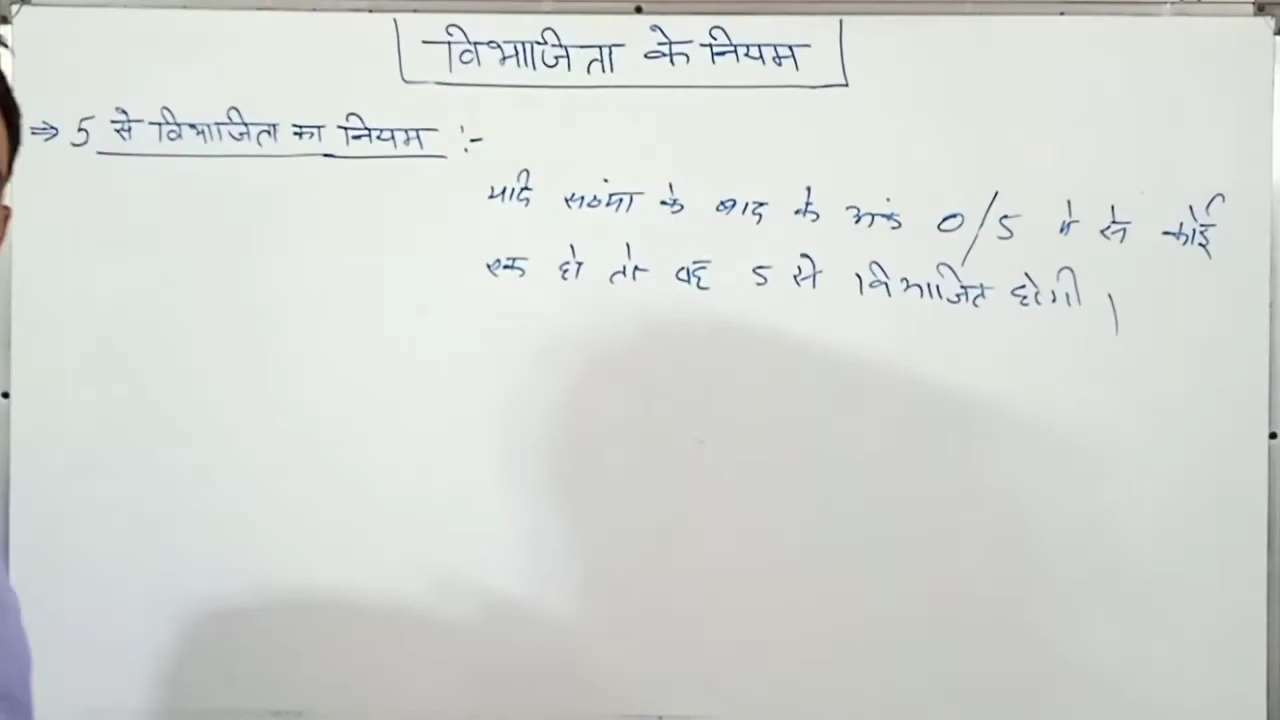 विभाजिता के नियम
⇒ 5 से विभाजिता का नियम :-
यदि संख्या के बाद के अंक 0/5 मे से कोई
एक हो तो वह 5 से विभाजित होगी।